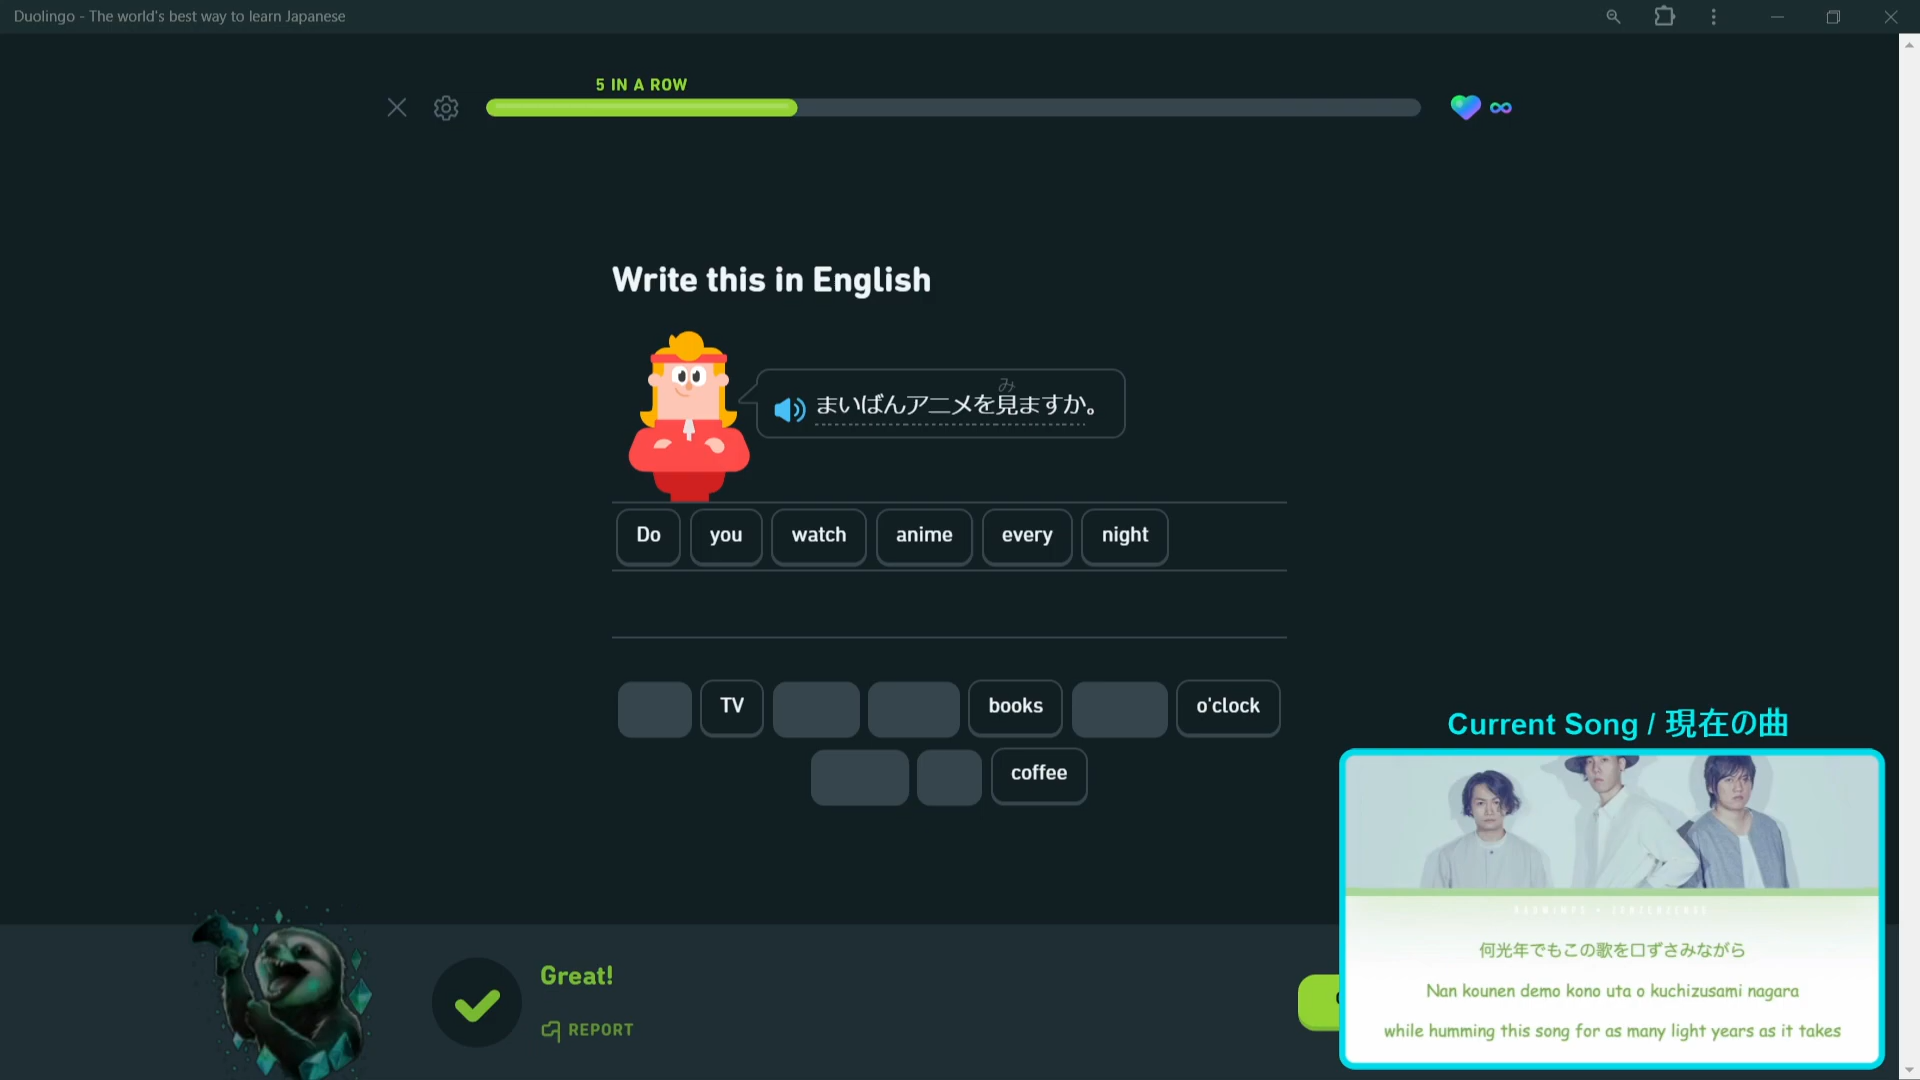 Duolingo - The world's best way to learn Japanese
5 IN A ROW
Write this in English
み
まいばんアニメを見ますか。
Do you watch anime every night
TV books o'clock
coffee
Current Song / 現在の曲
何光年でもこの歌を口ずさみながら
Nan kounen demo kono uta o kuchizusami nagara
while humming this song for as many light years as it takes
Great!
REPORT